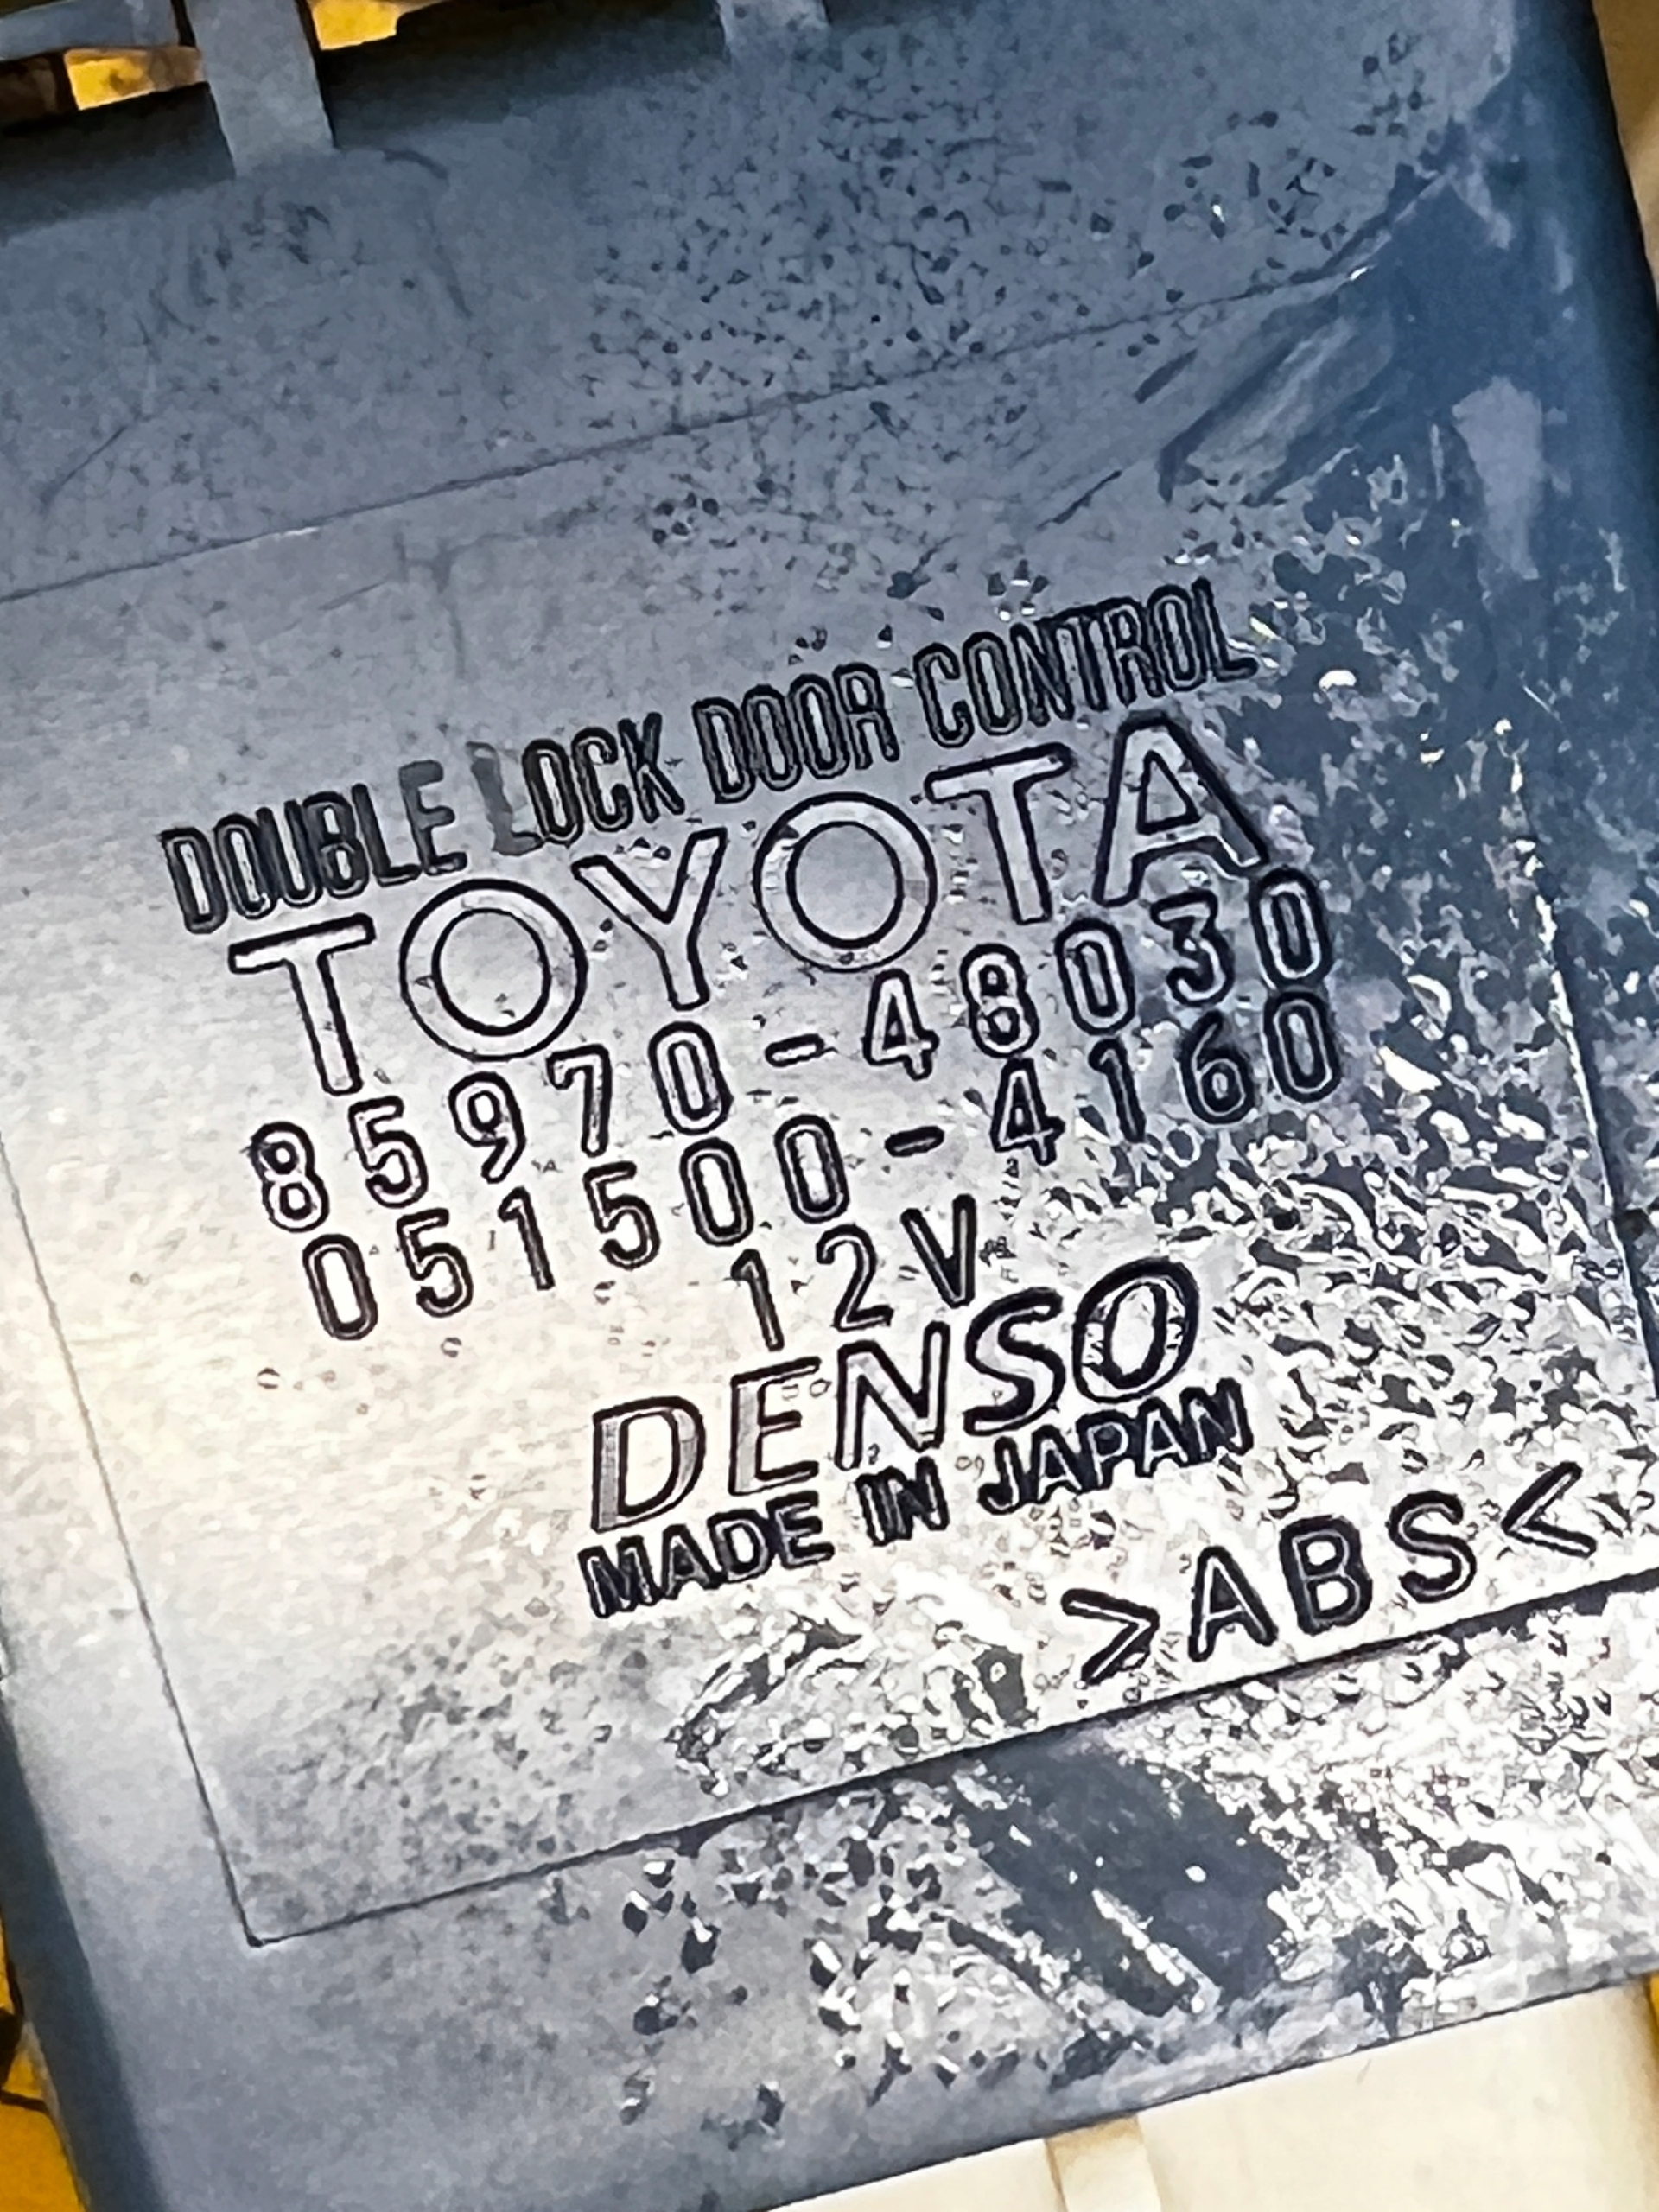 DOUBLE LOCK DOOR CONTROL
TOYOTA
85970-48030
051500-4160
12V
DENSO
MADE IN JAPAN
>ABS<